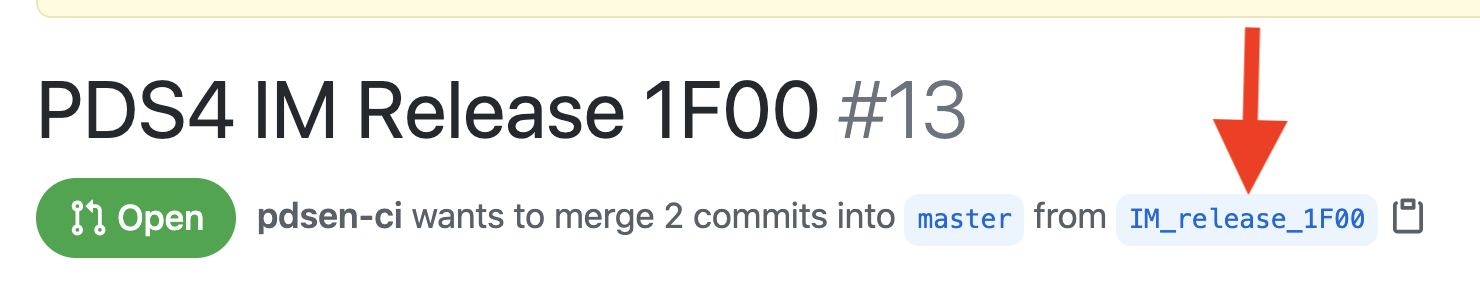 PDS4 IM Release 1F00 #13
Open pdsen-ci wants to merge 2 commits into master from IM_release_1F00